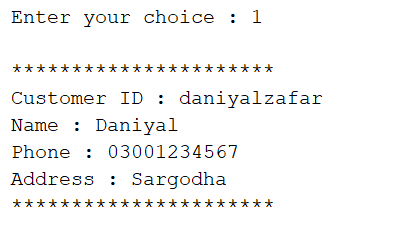 Enter your choice : 1
**********************
Customer ID : daniyalzafar
Name : Daniyal
Phone : 03001234567
Address : Sargodha
**********************